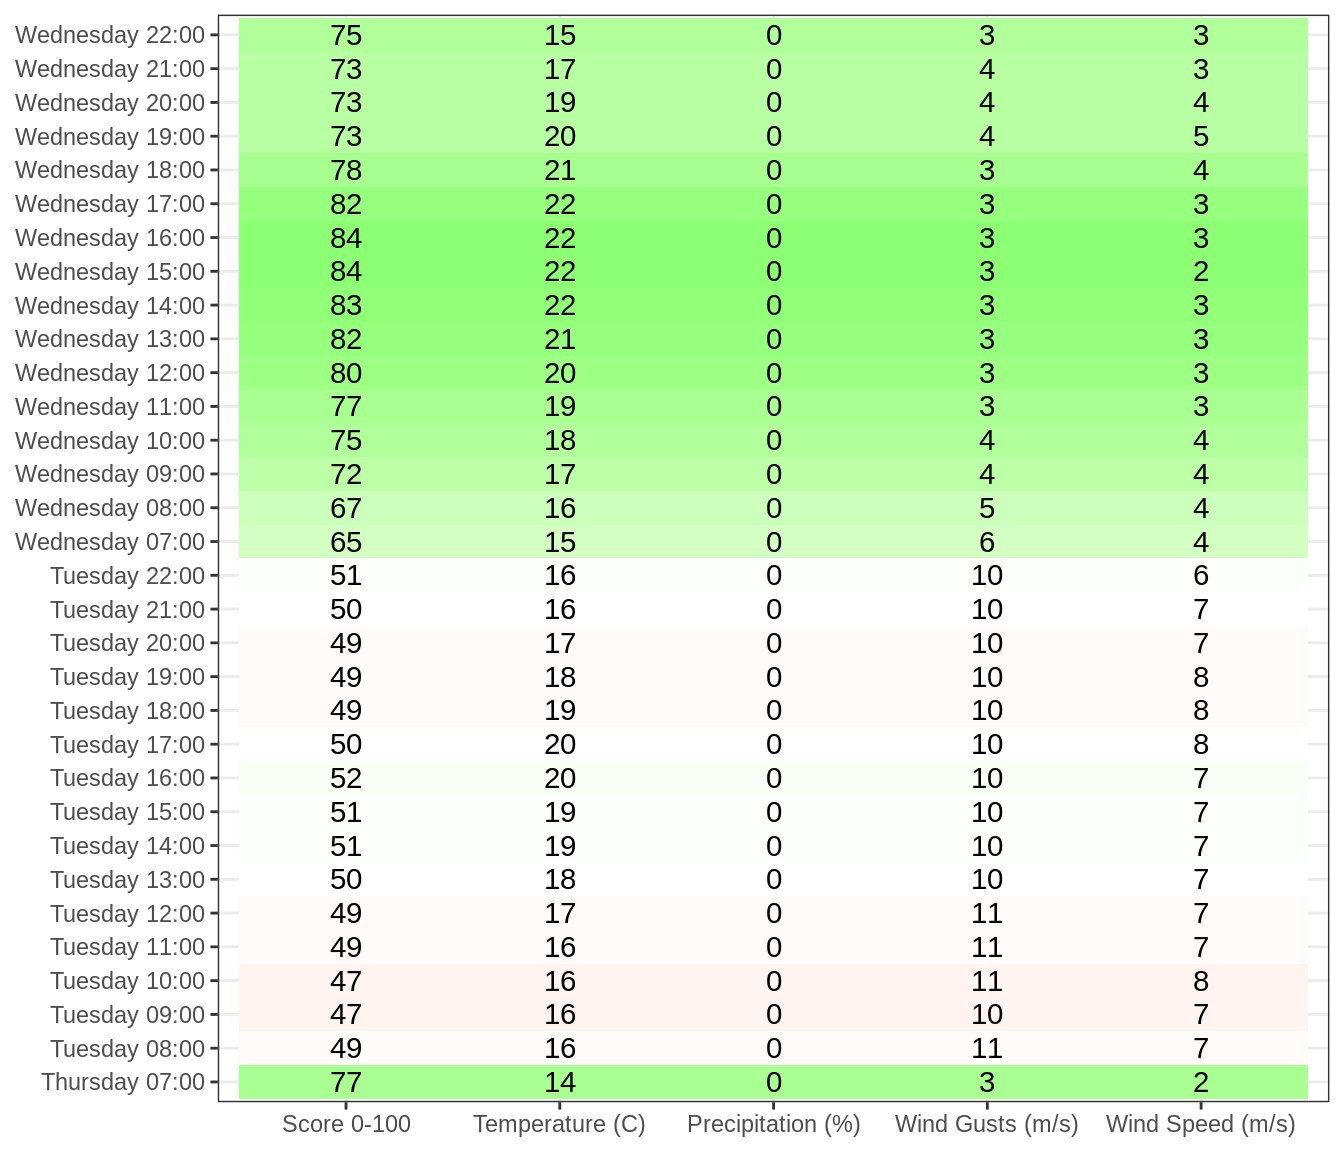 Wednesday 22:00 75 15 0 3 3
Wednesday 21:00 73 17 0 4 3
Wednesday 20:00 73 19 0 4 4
Wednesday 19:00 73 20 0 4 5
Wednesday 18:00 78 21 0 3 4
Wednesday 17:00 82 22 0 3 3
Wednesday 16:00 84 22 0 3 3
Wednesday 15:00 84 22 0 3 2
Wednesday 14:00 83 22 0 3 3
Wednesday 13:00 82 21 0 3 3
Wednesday 12:00 80 20 0 3 3
Wednesday 11:00 77 19 0 3 3
Wednesday 10:00 75 18 0 4 4
Wednesday 09:00 72 17 0 4 4
Wednesday 08:00 67 16 0 5 4
Wednesday 07:00 65 15 0 6 4
Tuesday 22:00 51 16 0 10 6
Tuesday 21:00 50 16 0 10 7
Tuesday 20:00 49 17 0 10 7
Tuesday 19:00 49 18 0 10 8
Tuesday 18:00 49 19 0 10 8
Tuesday 17:00 50 20 0 10 8
Tuesday 16:00 52 20 0 10 7
Tuesday 15:00 51 19 0 10 7
Tuesday 14:00 51 19 0 10 7
Tuesday 13:00 50 18 0 10 7
Tuesday 12:00 49 17 0 11 7
Tuesday 11:00 49 16 0 11 7
Tuesday 10:00 47 16 0 11 8
Tuesday 09:00 47 16 0 10 7
Tuesday 08:00 49 16 0 11 7
Thursday 07:00 77 14 0 3 2
Score 0-100 Temperature (C) Precipitation (%) Wind Gusts (m/s) Wind Speed (m/s)